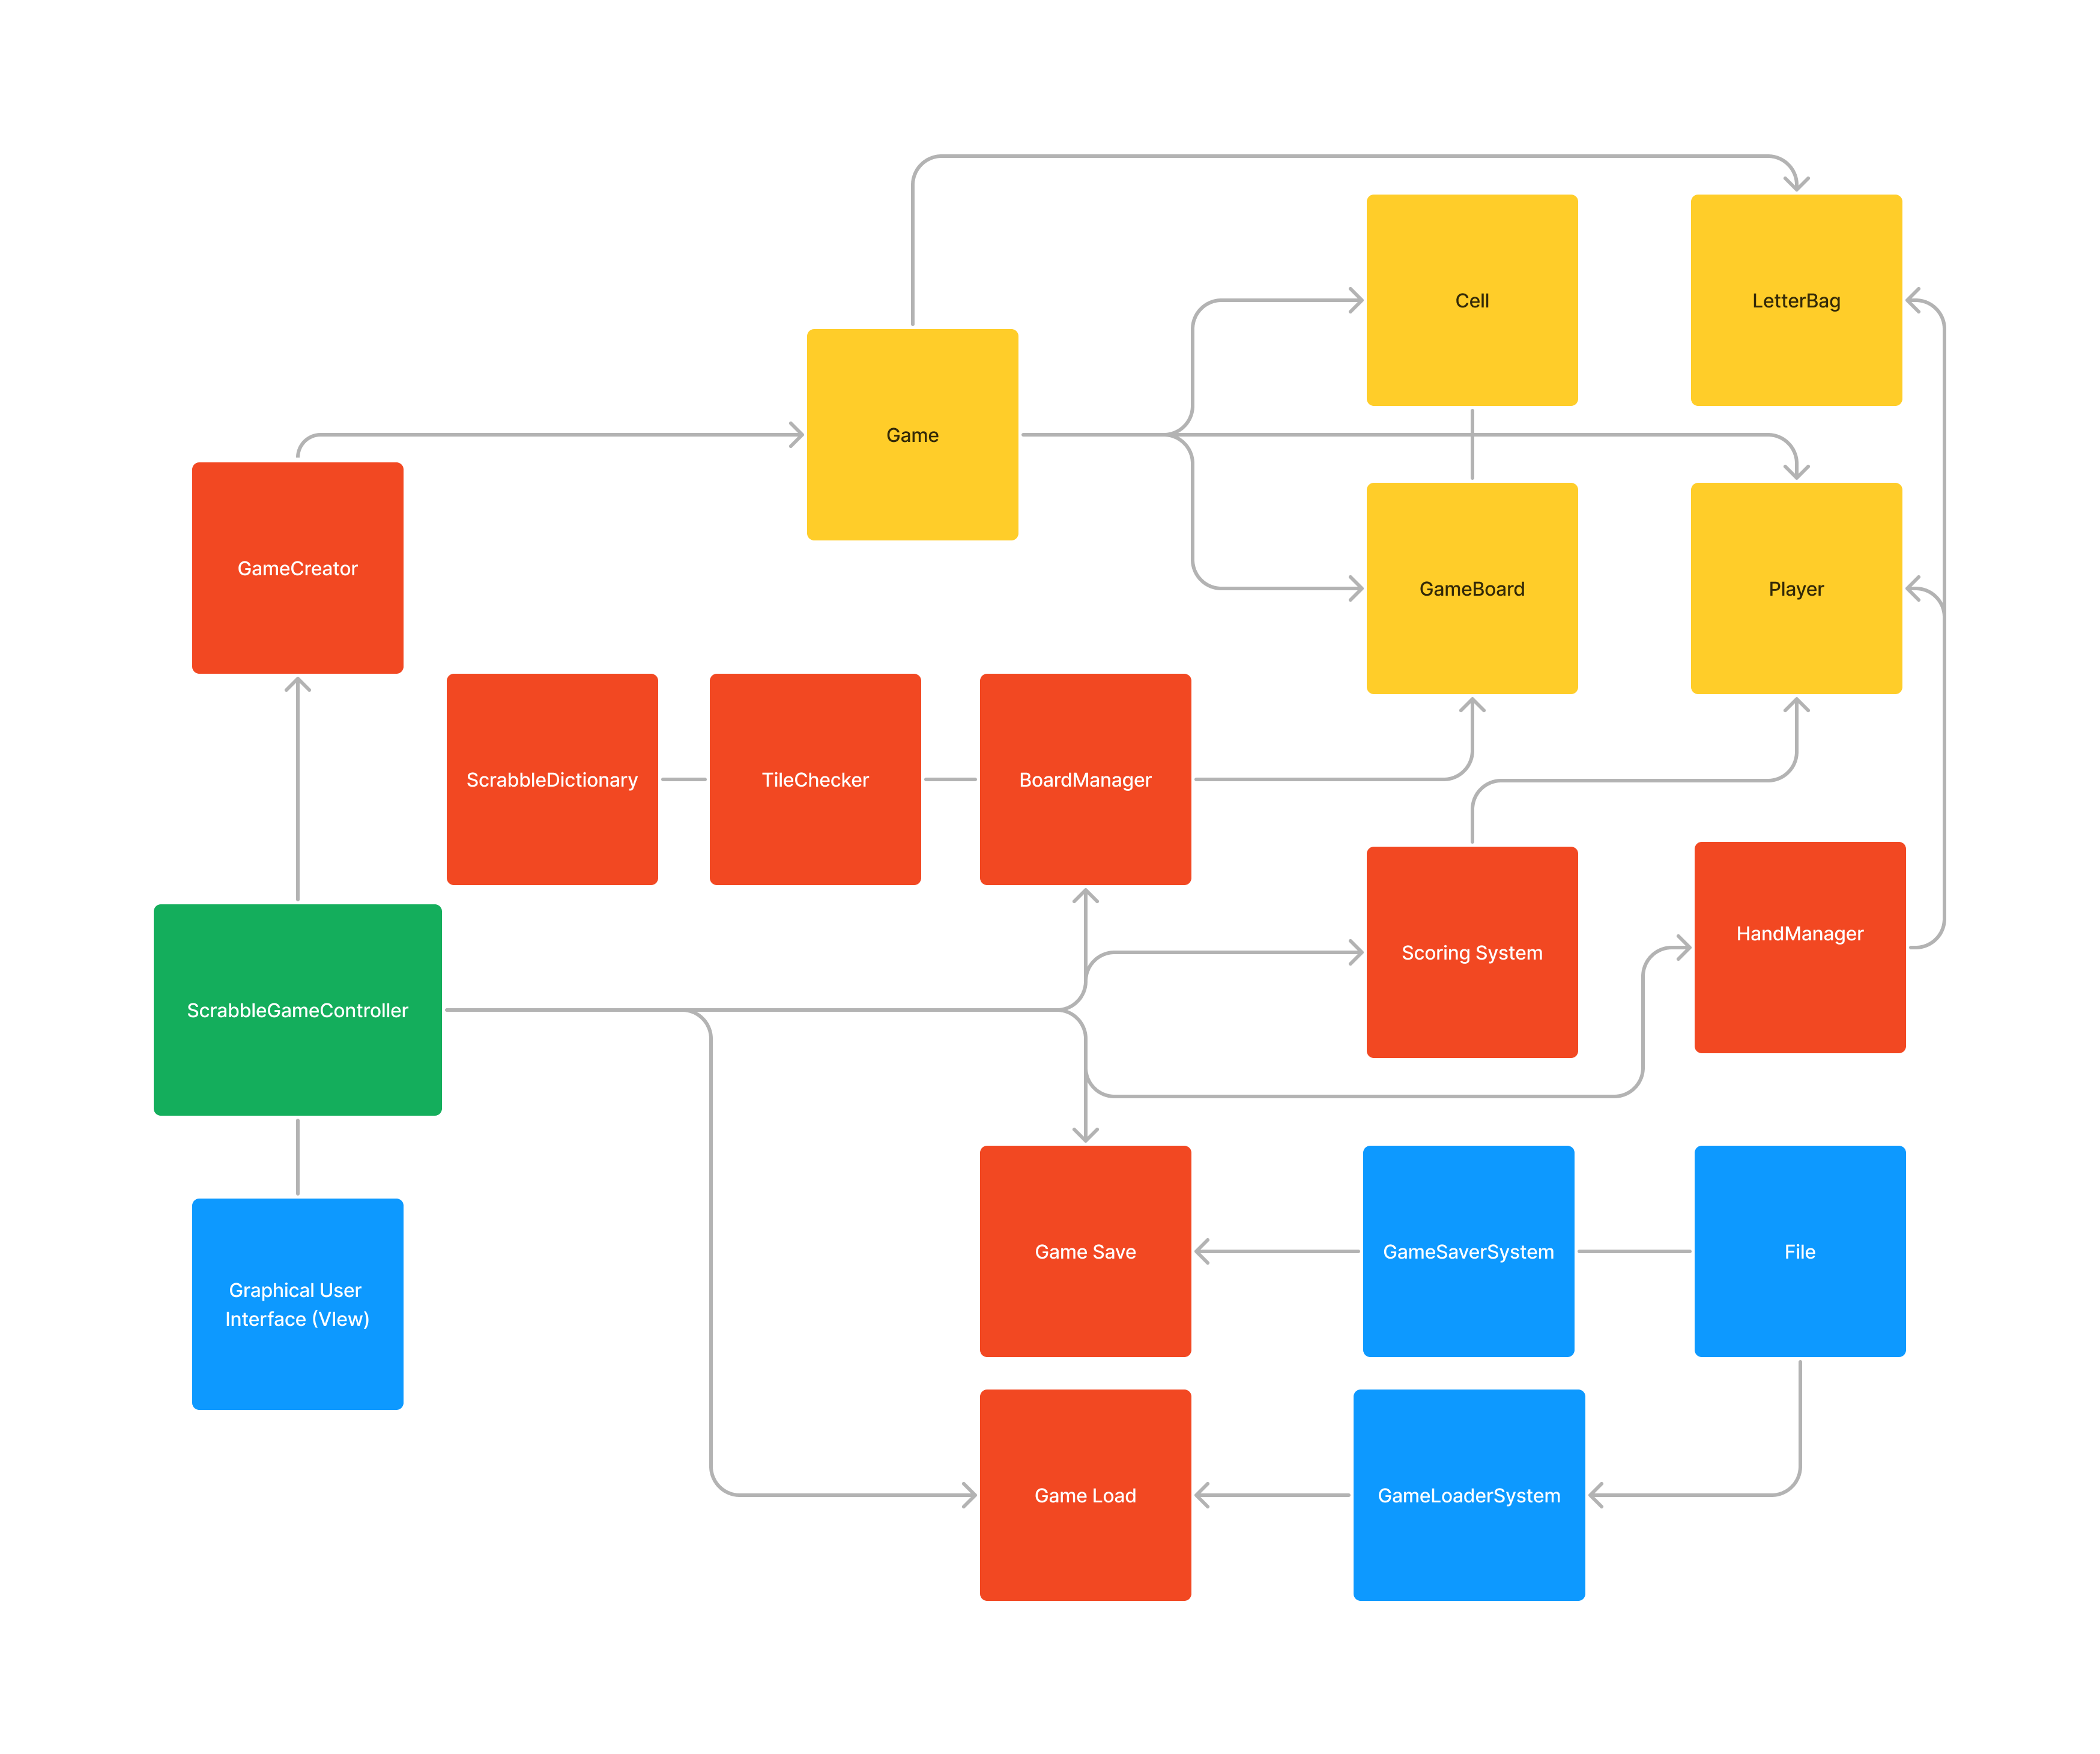 Cell
LetterBag
Game
GameCreator
GameBoard
Player
ScrabbleDictionary
TileChecker
BoardManager
Scoring System
HandManager
ScrabbleGameController
Game Save
GameSaverSystem
File
Graphical User
Interface (VIew)
Game Load
GameLoaderSystem